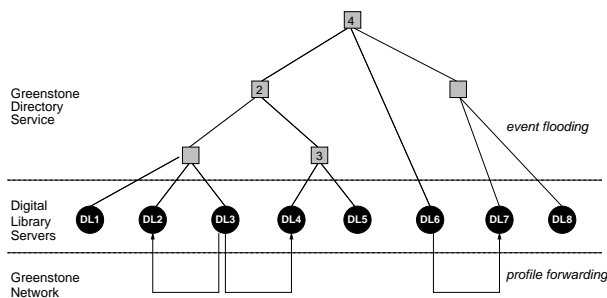 4
Greenstone
Directory
Service
2
event flooding
3
Digital
Library
Servers
DL1 DL2 DL3 DL4 DL5 DL6 DL7 DL8
Greenstone
Network
profile forwarding